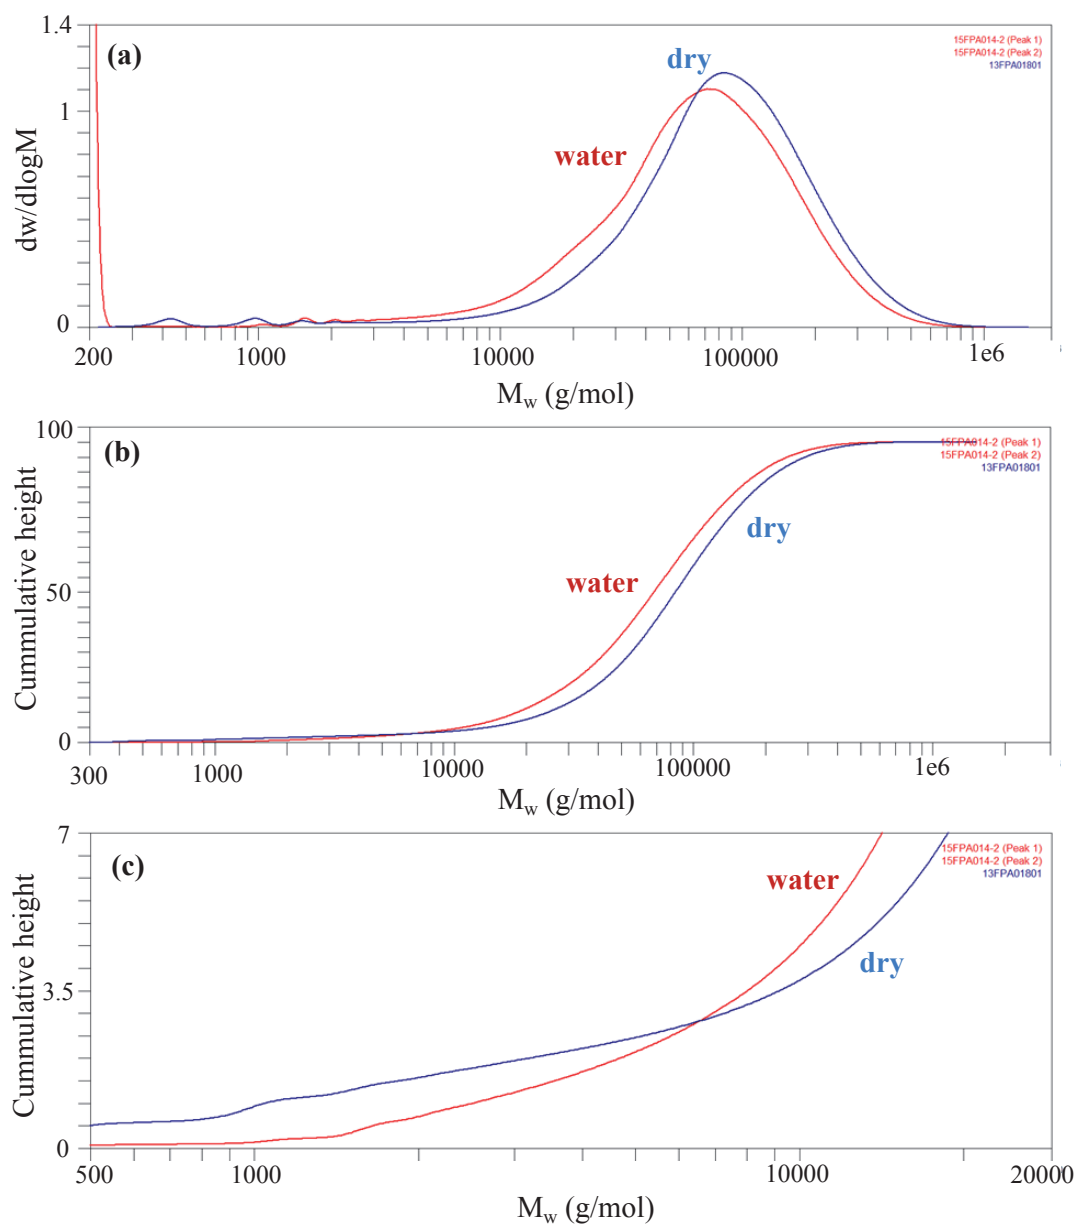 1.4
(a)
15FPA014-2 (Peak 1)
15FPA014-2 (Peak 2)
13FPA01801
dry
1
water
dw/dlogM
0
200 1000 10000 100000 1e6
Mw (g/mol)
100
(b)
15FPA014-2 (Peak 1)
15FPA014-2 (Peak 2)
13FPA01801
dry
water
50
Cummulative height
0
300 1000 10000 100000 1e6
Mw (g/mol)
7
(c)
15FPA014-2 (Peak 1)
15FPA014-2 (Peak 2)
13FPA01801
water
dry
3.5
Cummulative height
0
500 1000 10000 20000
Mw (g/mol)